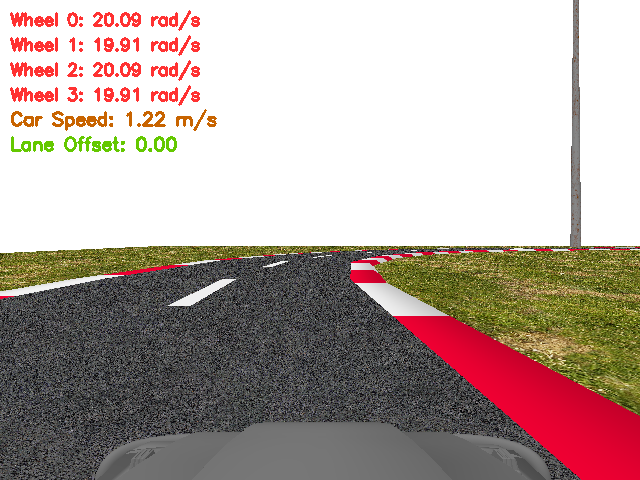 Wheel 0: 20.09 rad/s
Wheel 1: 19.91 rad/s
Wheel 2: 20.09 rad/s
Wheel 3: 19.91 rad/s
Car Speed: 1.22 m/s
Lane Offset: 0.00